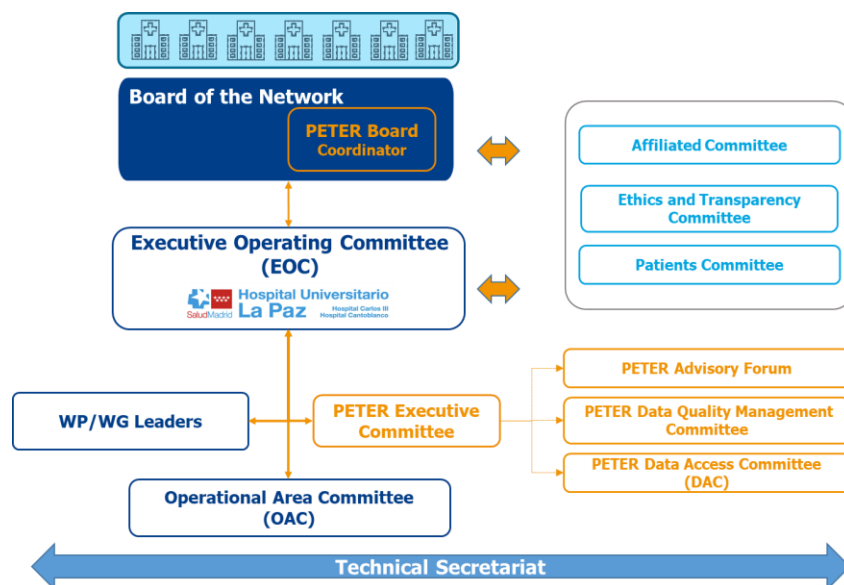 Board of the Network
PETER Board
Coordinator
Affiliated Committee
Ethics and Transparency
Committee
Patients Committee
Executive Operating Committee
(EOC)
SaludMadrid
Hospital Universitario
La Paz
Hospital Carlos III
Hospital Cantoblanco
WP/WG Leaders
PETER Executive
Committee
PETER Advisory Forum
PETER Data Quality Management
Committee
PETER Data Access Committee
(DAC)
Operational Area Committee
(OAC)
Technical Secretariat